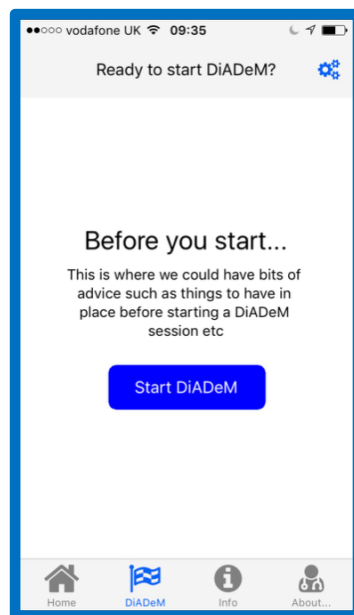 vodafone UK 09:35
Ready to start DiADeM?
Before you start...
This is where we could have bits of
advice such as things to have in
place before starting a DiADeM
session etc
Start DiADeM
Home DiADeM Info About...